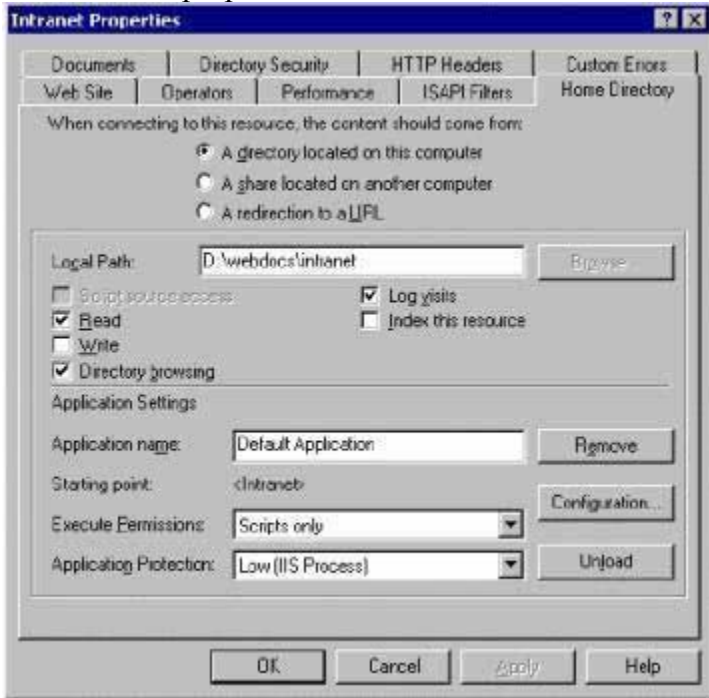 Intranet Properties
Documents Directory Security HTTP Headers Custom Errors
Web Site Operators Performance ISAPI Filters Home Directory
When connecting to this resource, the content should come from:
A directory located on this computer
A share located on another computer
A redirection to a URL
Local Path: D:\webdocs\intranet Browse...
Script source access Log visits
Read Index this resource
Write
Directory browsing
Application Settings
Application name: Default Application Remove
Starting point: <Intranet>
Configuration...
Execute Permissions: Scripts only
Application Protection: Low (IIS Process) Unload
OK Cancel Apply Help